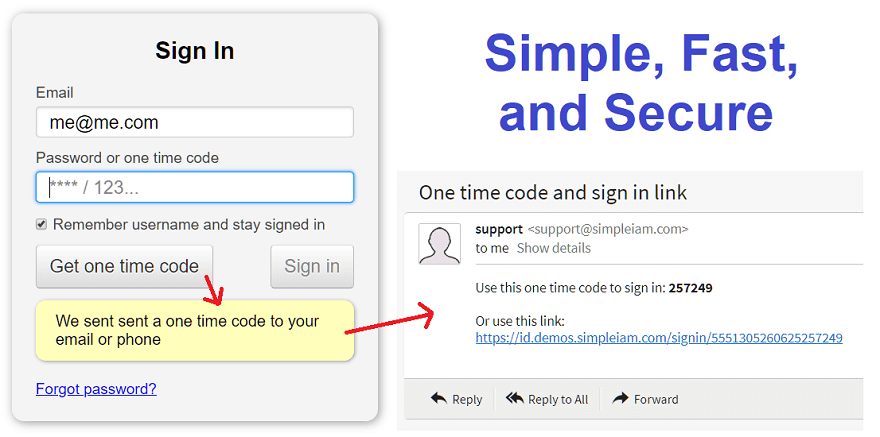 Sign In
Email
me@me.com
Password or one time code
**** / 123...
Remember username and stay signed in
Get one time code
Sign in
We sent sent a one time code to your
email or phone
Forgot password?
Simple, Fast,
and Secure
One time code and sign in link
support <support@simpleiam.com>
to me Show details
Use this one time code to sign in: 257249
Or use this link:
https://id.demos.simpleiam.com/signin/5551305260625257249
Reply
Reply to All
Forward